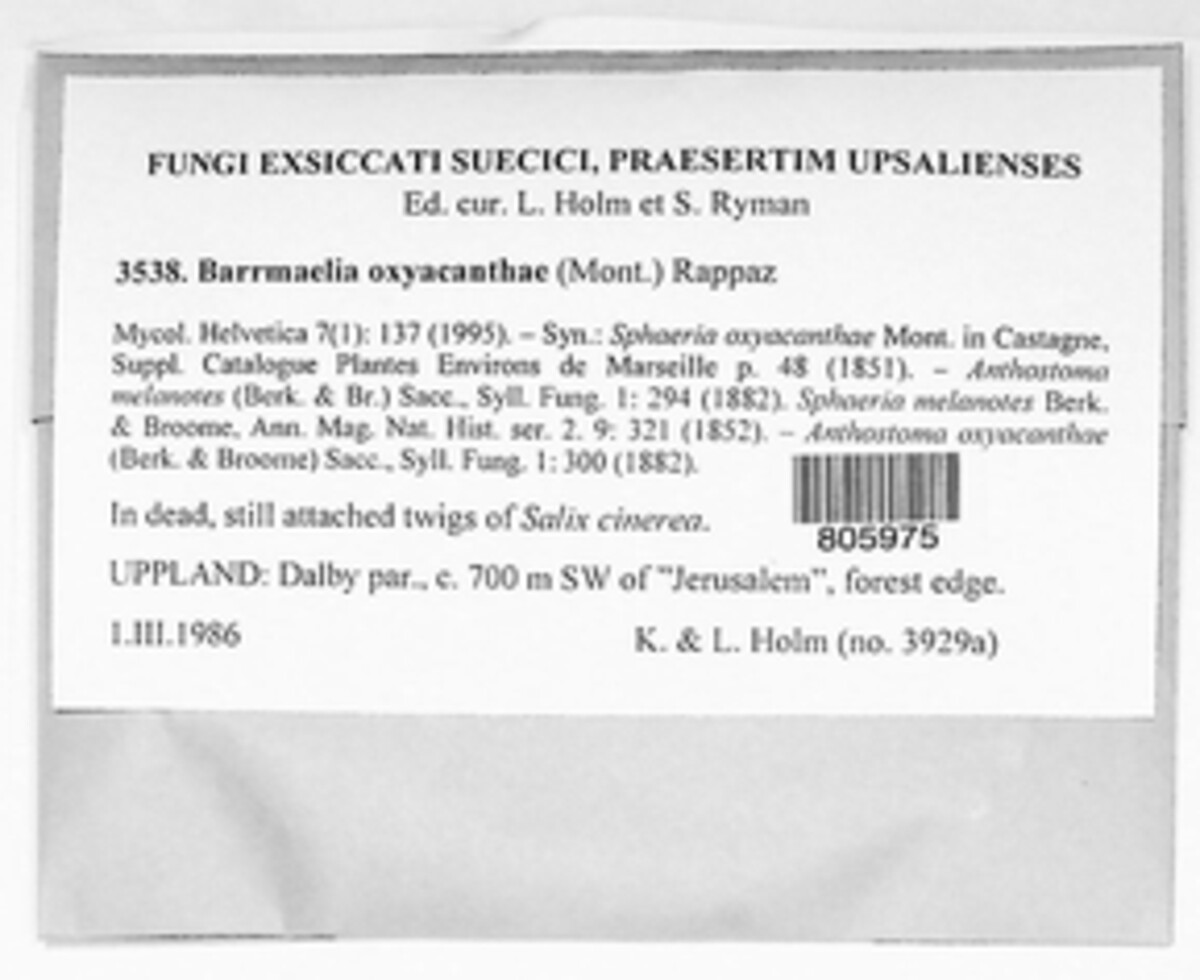 FUNGI EXSICCATI SUECICI, PRAESERTIM UPSALIENSES
Ed. cur. L. Holm et S. Ryman
3538. Barrmaelia oxyacanthae (Mont.) Rappaz
Mycol. Helvetica 7(1): 137 (1995). – Syn.: Sphaeria oxyacanthae Mont. in Castagne,
Suppl. Catalogue Plantes Environs de Marseille p. 48 (1851). – Anthostoma
melanotes (Berk. & Br.) Sacc., Syll. Fung. 1: 294 (1882). Sphaeria melanotes Berk.
& Broome, Ann. Mag. Nat. Hist. ser. 2. 9: 321 (1852). – Anthostoma oxyacanthae
(Berk. & Broome) Sacc., Syll. Fung. 1: 300 (1882).
In dead, still attached twigs of Salix cinerea.
805975
UPPLAND: Dalby par., c. 700 m SW of "Jerusalem", forest edge.
1.III.1986 K. & L. Holm (no. 3929a)